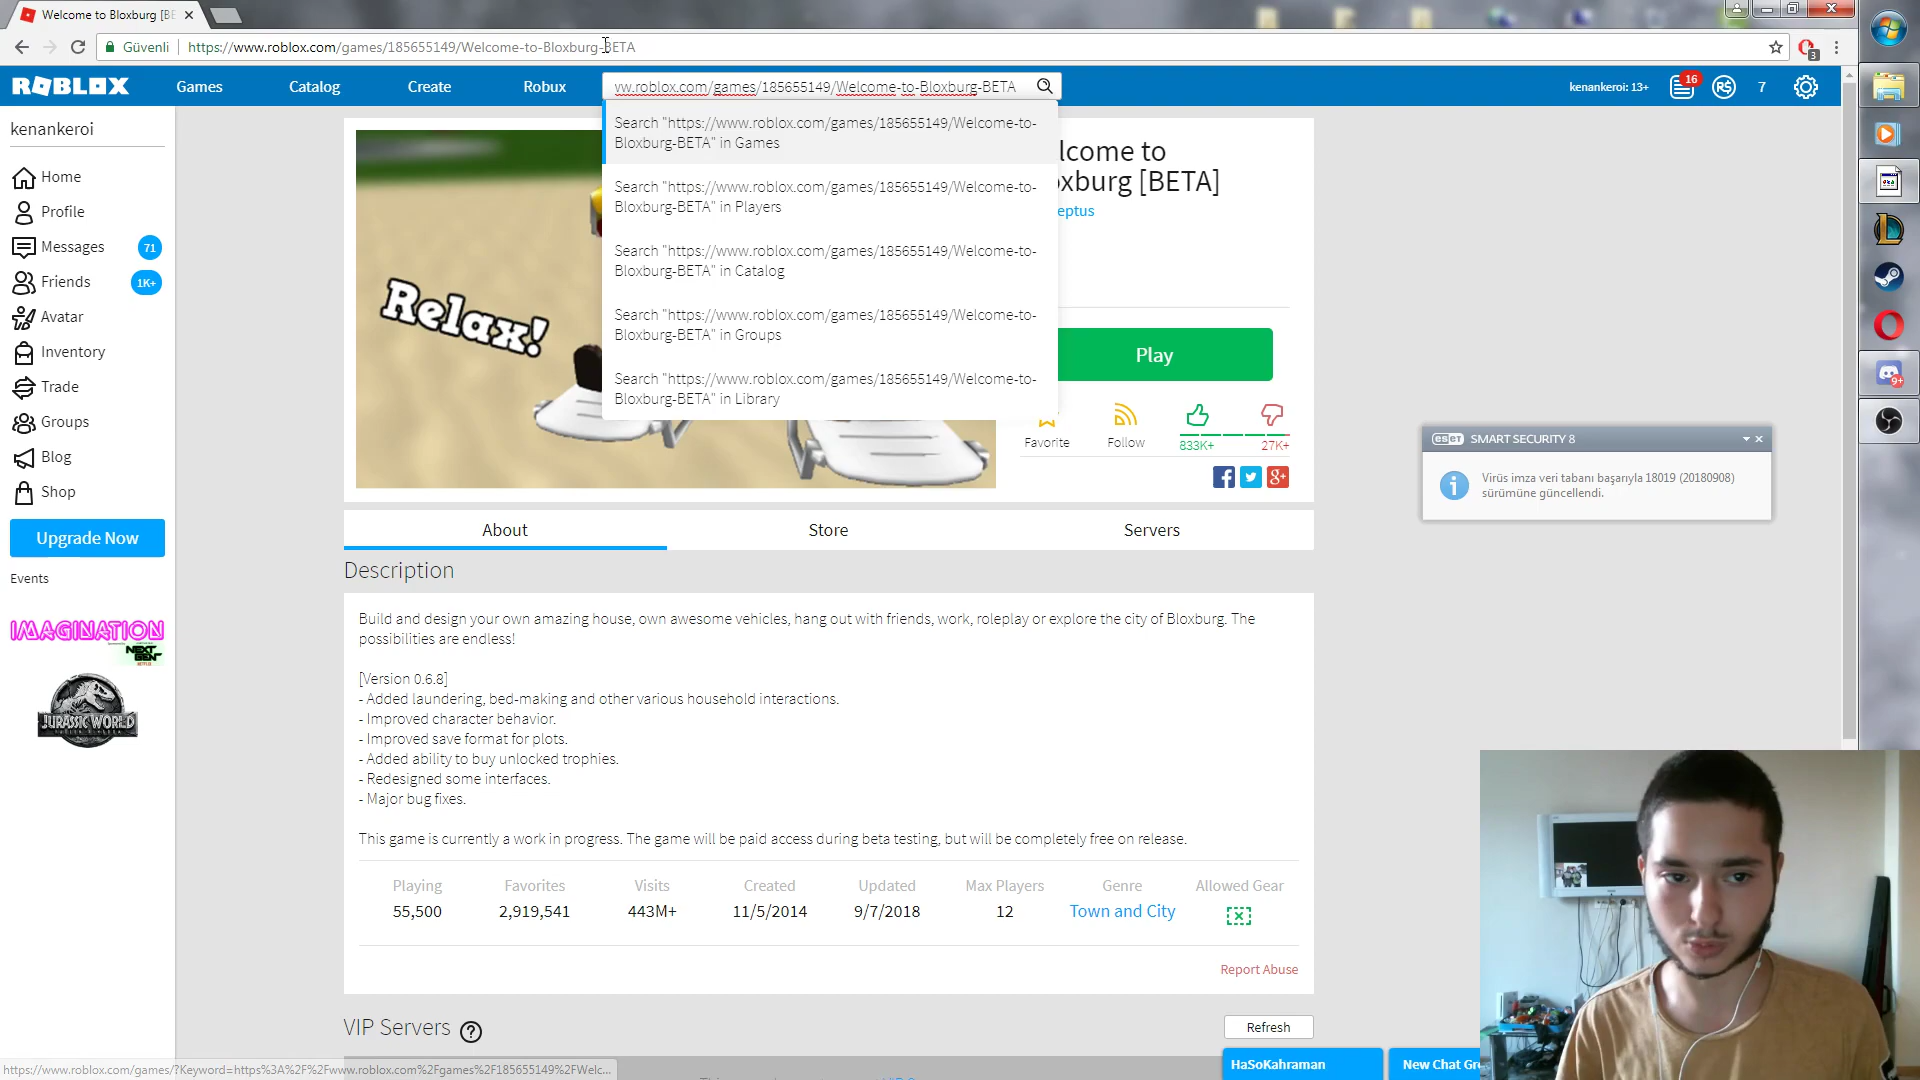 Welcome to Bloxburg [BE
Güvenli
https://www.roblox.com/games/185655149/Welcome-to-Bloxburg-BETA
3
ROBLOX
Games
Catalog
Create
Robux
w.roblox.com/games/185655149/Welcome-to-Bloxburg-BETA
kenankeroi: 13+
16
R$
7
kenankeroi
Home
Profile
Messages
71
Friends
1K+
Avatar
Inventory
Trade
Groups
Blog
Shop
Upgrade Now
Events
IMAGINATION
NEXT
GEN
JURASSIC WORLD
Search "https://www.roblox.com/games/185655149/Welcome-to-
Bloxburg-BETA" in Games
Search "https://www.roblox.com/games/185655149/Welcome-to-
Bloxburg-BETA" in Players
Search "https://www.roblox.com/games/185655149/Welcome-to-
Bloxburg-BETA" in Catalog
Search "https://www.roblox.com/games/185655149/Welcome-to-
Bloxburg-BETA" in Groups
Search "https://www.roblox.com/games/185655149/Welcome-to-
Bloxburg-BETA" in Library
Relax!
lcome to
oxburg [BETA]
eptus
Play
Favorite
Follow
833K+
27K+
About
Store
Servers
eset SMART SECURITY 8
Virüs imza veri tabanı başarıyla 18019 (20180908)
sürümüne güncellendi.
9+
Description
Build and design your own amazing house, own awesome vehicles, hang out with friends, work, roleplay or explore the city of Bloxburg. The
possibilities are endless!
[Version 0.6.8]
- Added laundering, bed-making and other various household interactions.
- Improved character behavior.
- Improved save format for plots.
- Added ability to buy unlocked trophies.
- Redesigned some interfaces.
- Major bug fixes.
This game is currently a work in progress. The game will be paid access during beta testing, but will be completely free on release.
Playing
Favorites
Visits
Created
Updated
Max Players
Genre
Allowed Gear
55,500
2,919,541
443M+
11/5/2014
9/7/2018
12
Town and City
Report Abuse
VIP Servers
Refresh
HaSoKahraman
New Chat Gr
https://www.roblox.com/games/?Keyword=https%3A%2F%2Fwww.roblox.com%2Fgames%2F185655149%2FWelc...